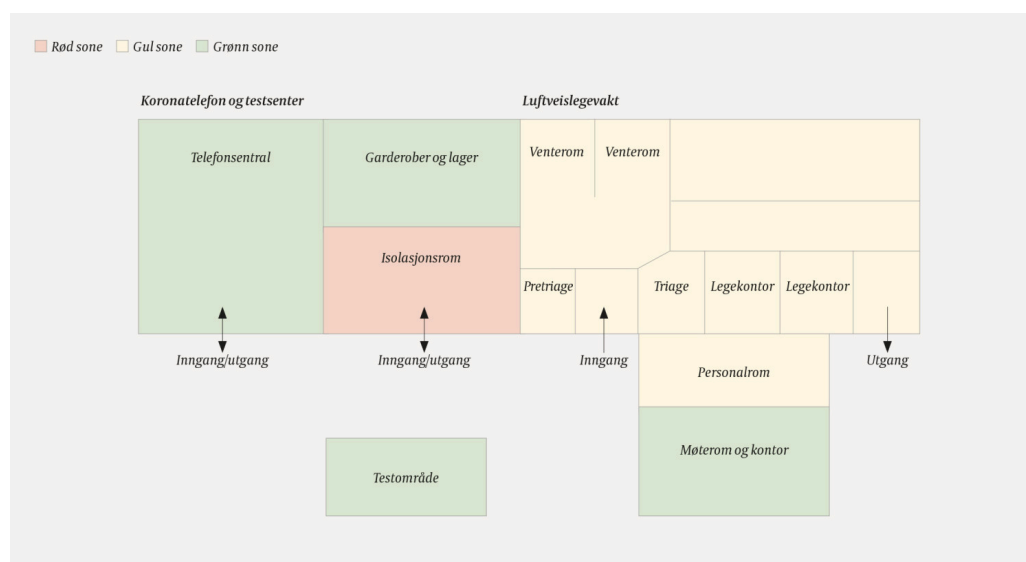 Rød sone Gul sone Grønn sone
Koronatelefon og testsenter
Luftveislegevakt
Telefonsentral
Garderober og lager
Venterom
Venterom
Isolasjonsrom
Pretriage
Triage
Legekontor
Legekontor
Inngang/utgang
Inngang/utgang
Inngang
Utgang
Personalrom
Møterom og kontor
Testområde